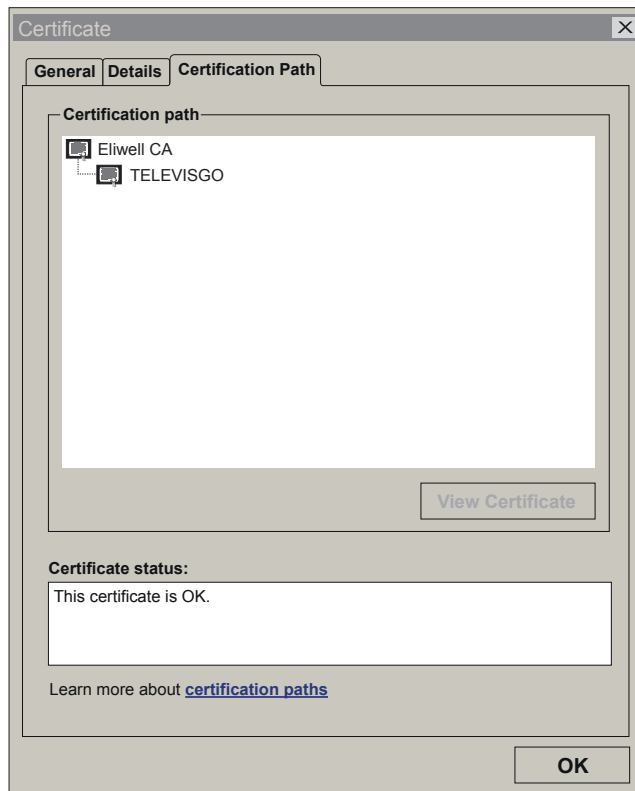 Certificate
General Details Certification Path
Certification path
Eliwell CA
TELEVISGO
View Certificate
Certificate status:
This certificate is OK.
Learn more about certification paths
OK